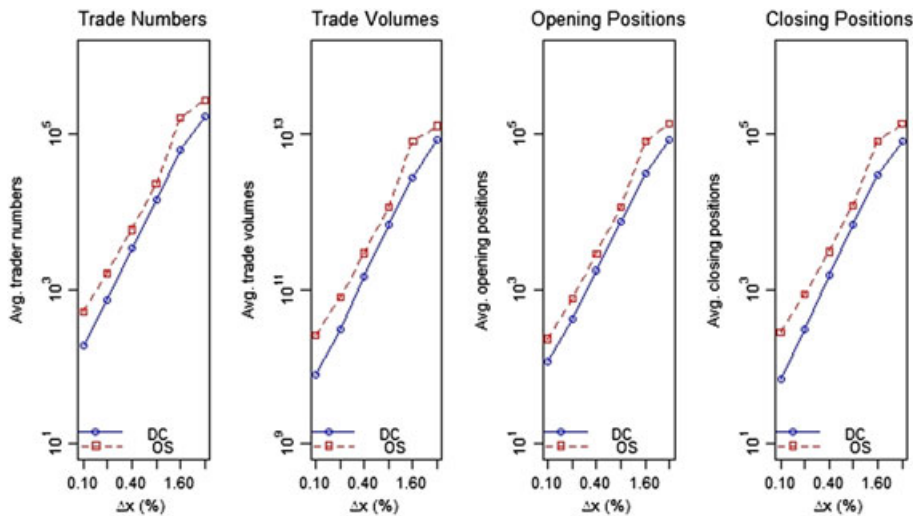 Trade Numbers
Avg. trader numbers
10^5
10^3
10^1
DC
OS
0.10 0.40 1.60
Δx (%)
Trade Volumes
Avg. trade volumes
10^13
10^11
10^9
DC
OS
0.10 0.40 1.60
Δx (%)
Opening Positions
Avg. opening positions
10^5
10^3
10^1
DC
OS
0.10 0.40 1.60
Δx (%)
Closing Positions
Avg. closing positions
10^5
10^3
10^1
DC
OS
0.10 0.40 1.60
Δx (%)